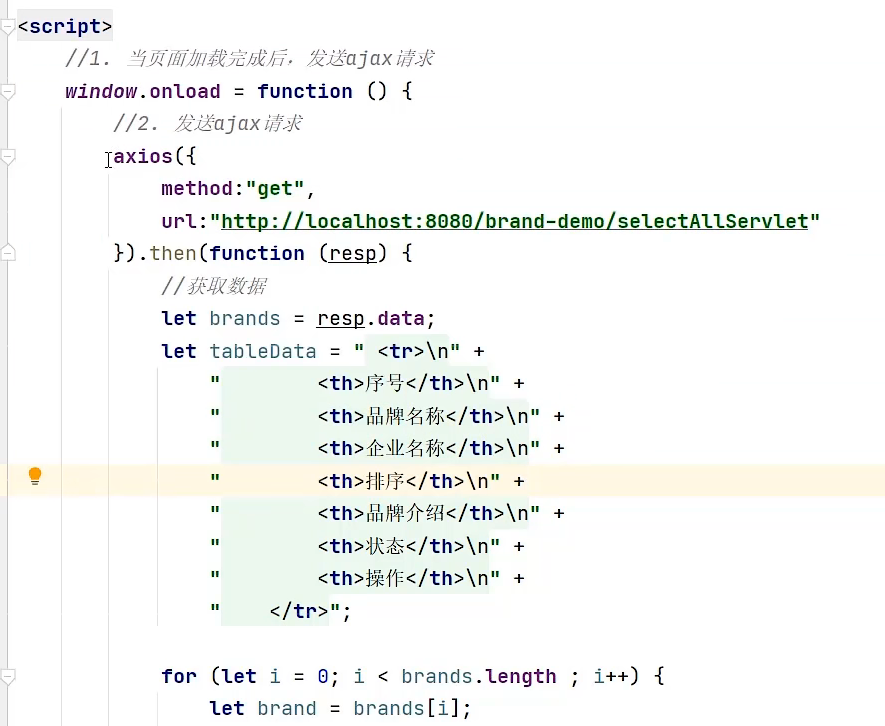 <script>
//1. 当页面加载完成后，发送ajax请求
window.onload = function () {
//2. 发送ajax请求
axios({
method:"get",
url:"http://localhost:8080/brand-demo/selectAllServlet"
}).then(function (resp) {
//获取数据
let brands = resp.data;
let tableData = " <tr>\n" +
"        <th>序号</th>\n" +
"        <th>品牌名称</th>\n" +
"        <th>企业名称</th>\n" +
"        <th>排序</th>\n" +
"        <th>品牌介绍</th>\n" +
"        <th>状态</th>\n" +
"        <th>操作</th>\n" +
"    </tr>";
for (let i = 0; i < brands.length ; i++) {
let brand = brands[i];